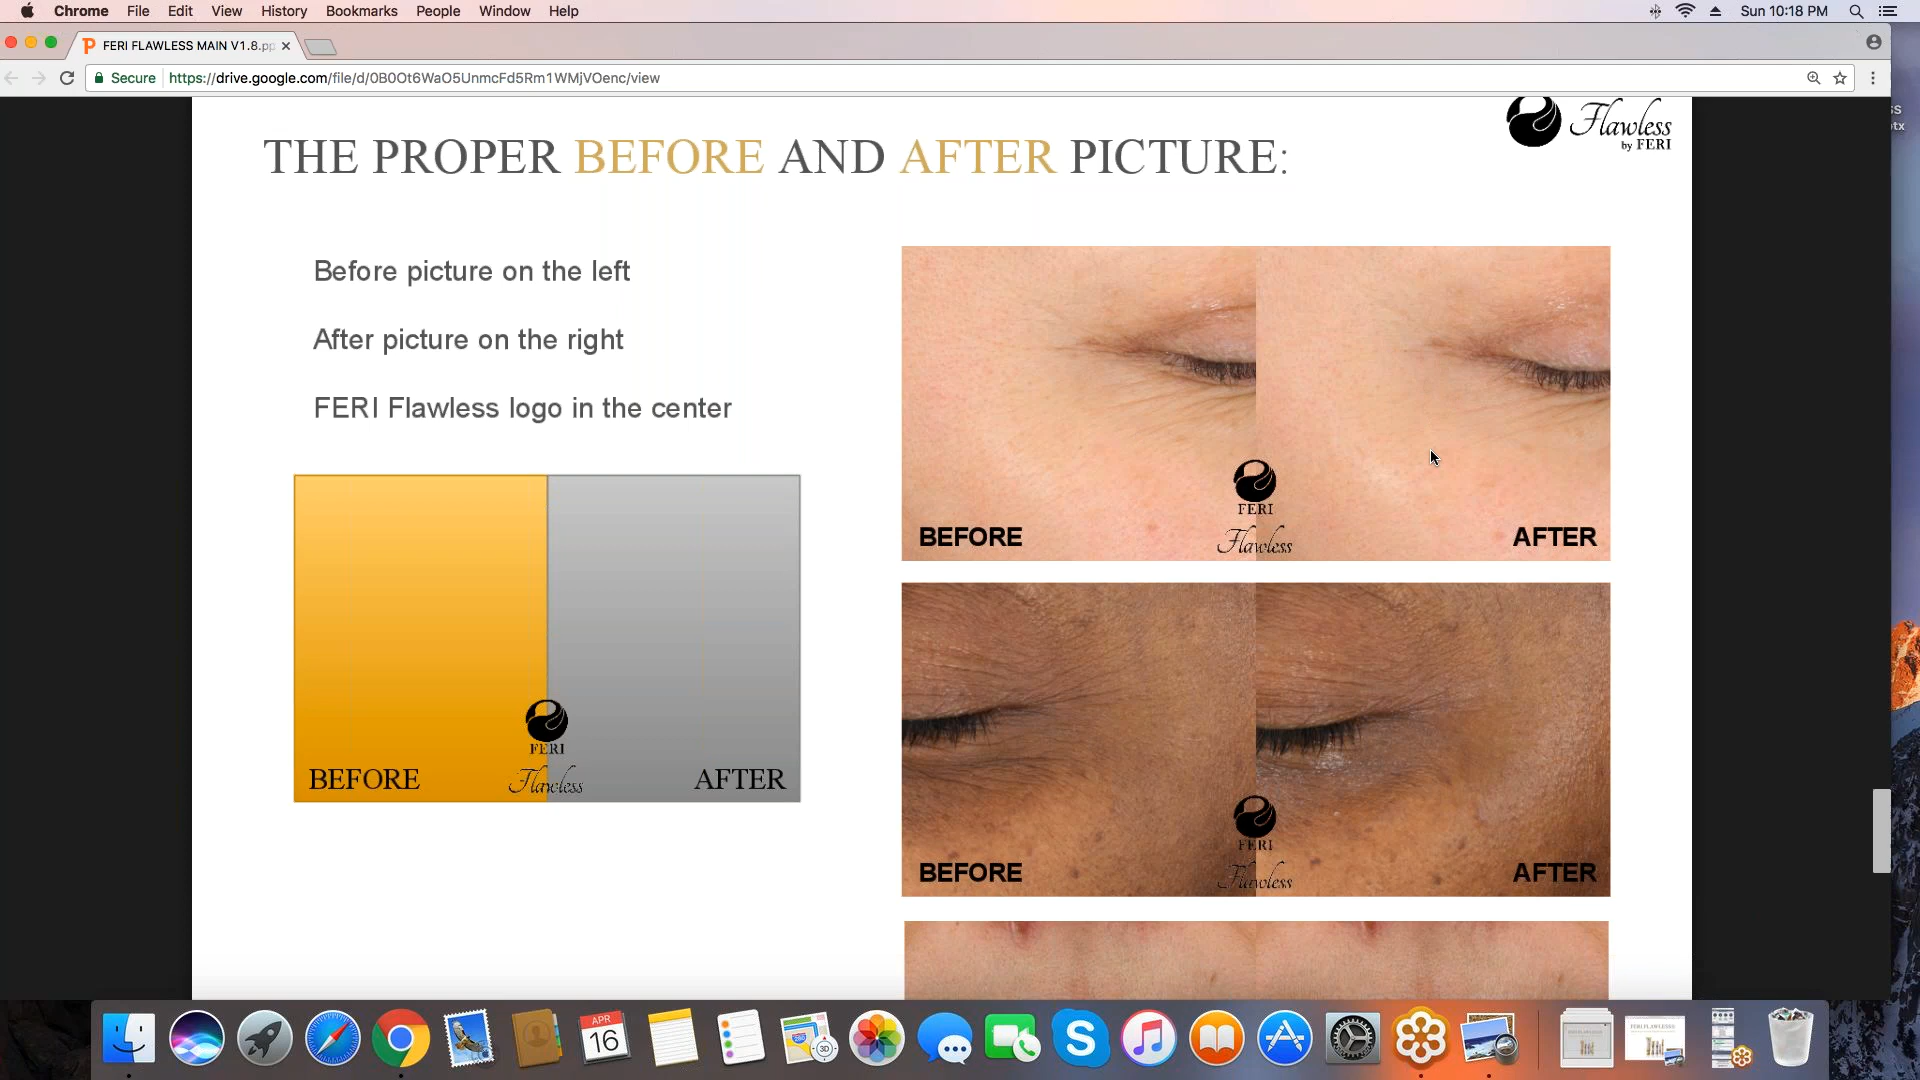 Chrome File Edit View History Bookmarks People Window Help
Sun 10:18 PM
FERI FLAWLESS MAIN V1.8.pp
Secure https://drive.google.com/file/d/0B0Ot6WaO5UnmcFd5Rm1WMjVOenc/view
Flawless
by FERI
THE PROPER BEFORE AND AFTER PICTURE:
Before picture on the left
After picture on the right
FERI Flawless logo in the center
FERI
Flawless
BEFORE
AFTER
FERI
Flawless
BEFORE
AFTER
FERI
Flawless
BEFORE
AFTER
APR
16
3D
FERI FLAWLESS